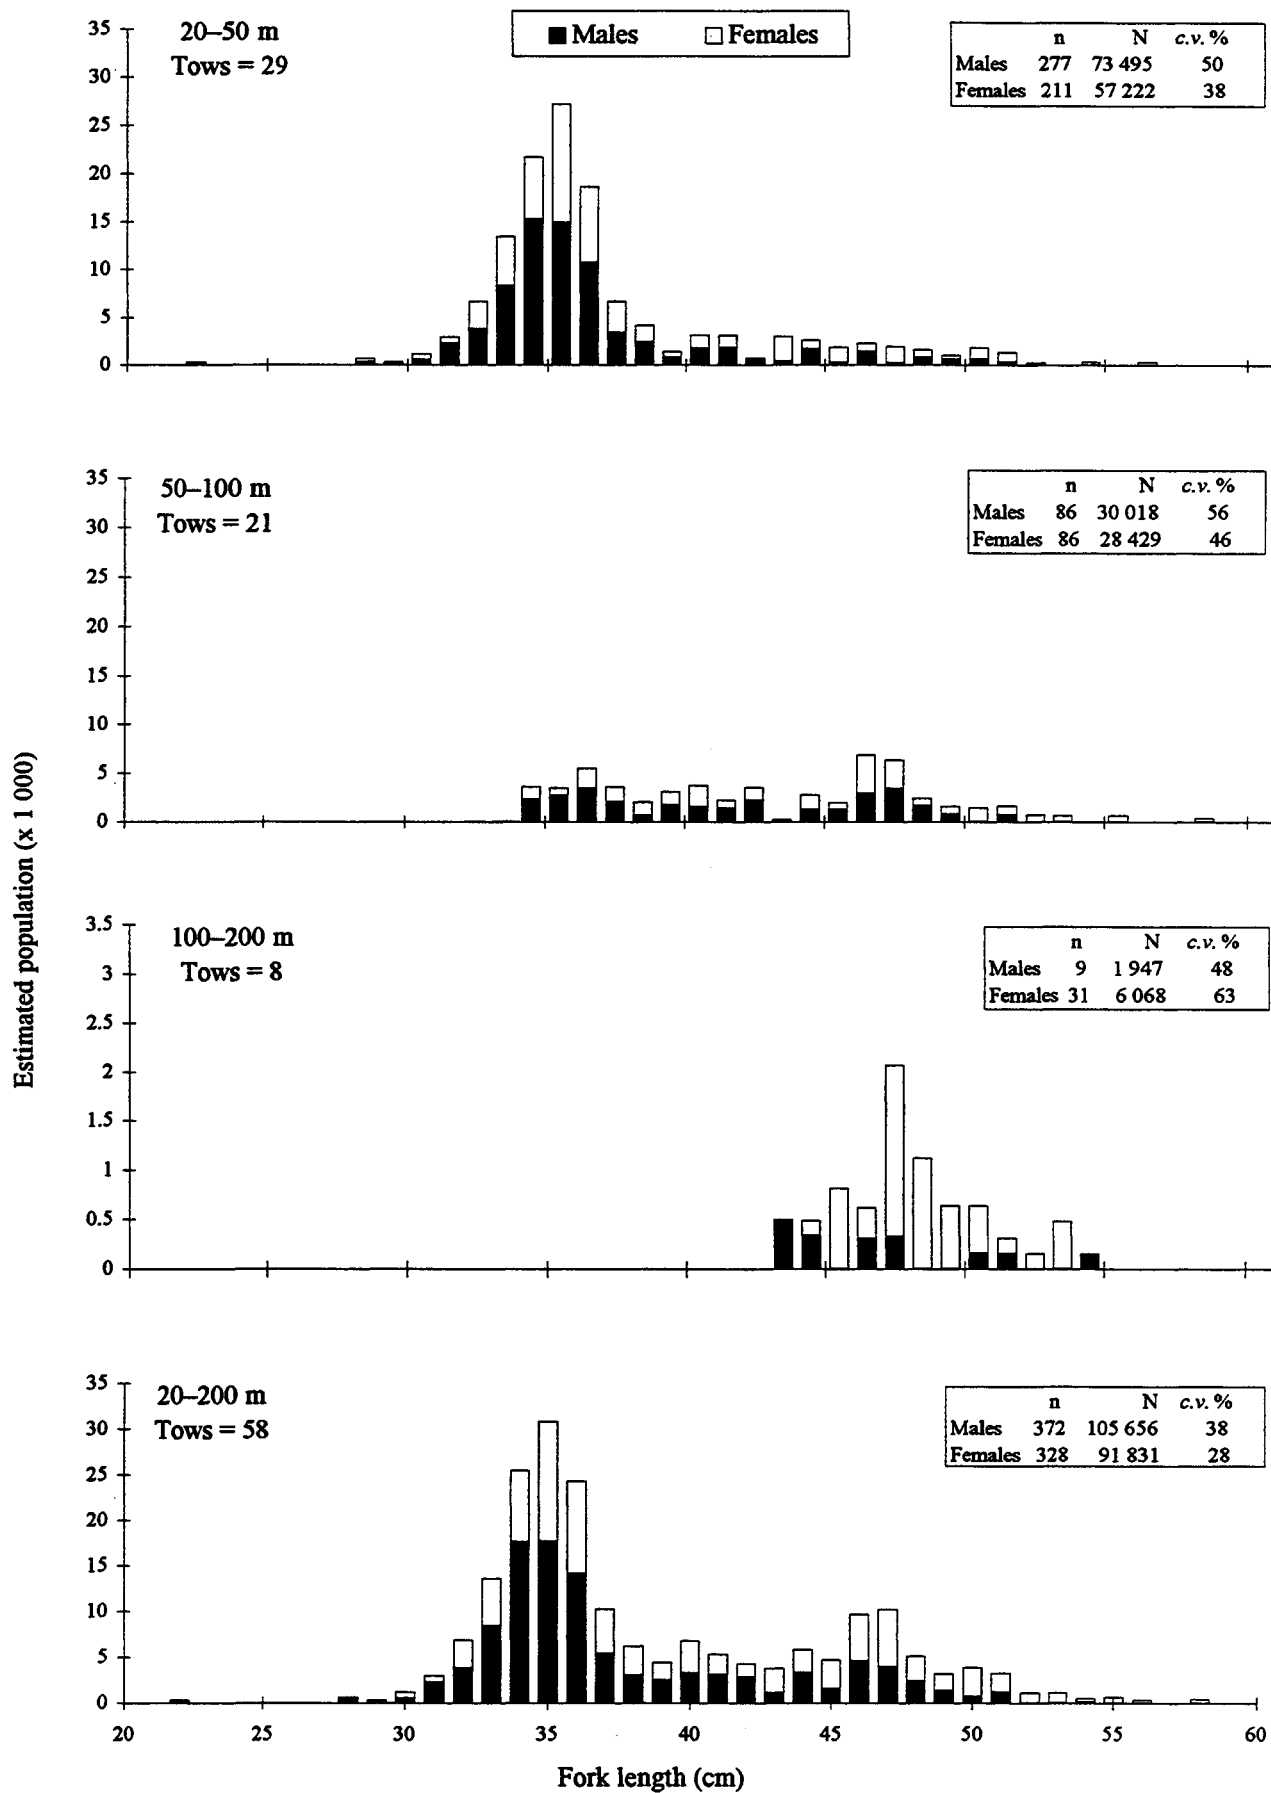 Males Females
20–50 m
Tows = 29
n N c.v. %
Males 277 73 495 50
Females 211 57 222 38
35
30
25
20
15
10
5
0
50–100 m
Tows = 21
n N c.v. %
Males 86 30 018 56
Females 86 28 429 46
35
30
25
20
15
10
5
0
Estimated population (x 1 000)
100–200 m
Tows = 8
n N c.v. %
Males 9 1 947 48
Females 31 6 068 63
3.5
3
2.5
2
1.5
1
0.5
0
20–200 m
Tows = 58
n N c.v. %
Males 372 105 656 38
Females 328 91 831 28
35
30
25
20
15
10
5
0
20 25 30 35 40 45 50 55 60
Fork length (cm)